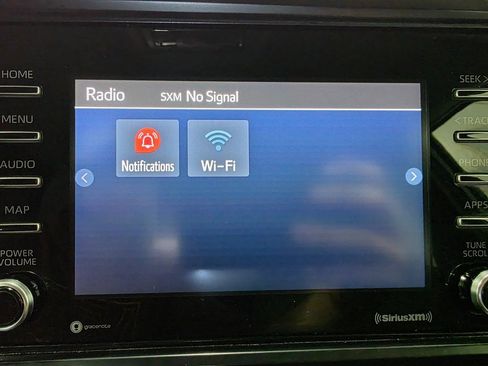 HOME
SEEK >
Radio SXM No Signal
MENU
< TRACK
AUDIO
Notifications
Wi-Fi
PHONE
MAP
APPS
POWER
VOLUME
TUNE
SCROLL
gracenote
((SiriusXM))